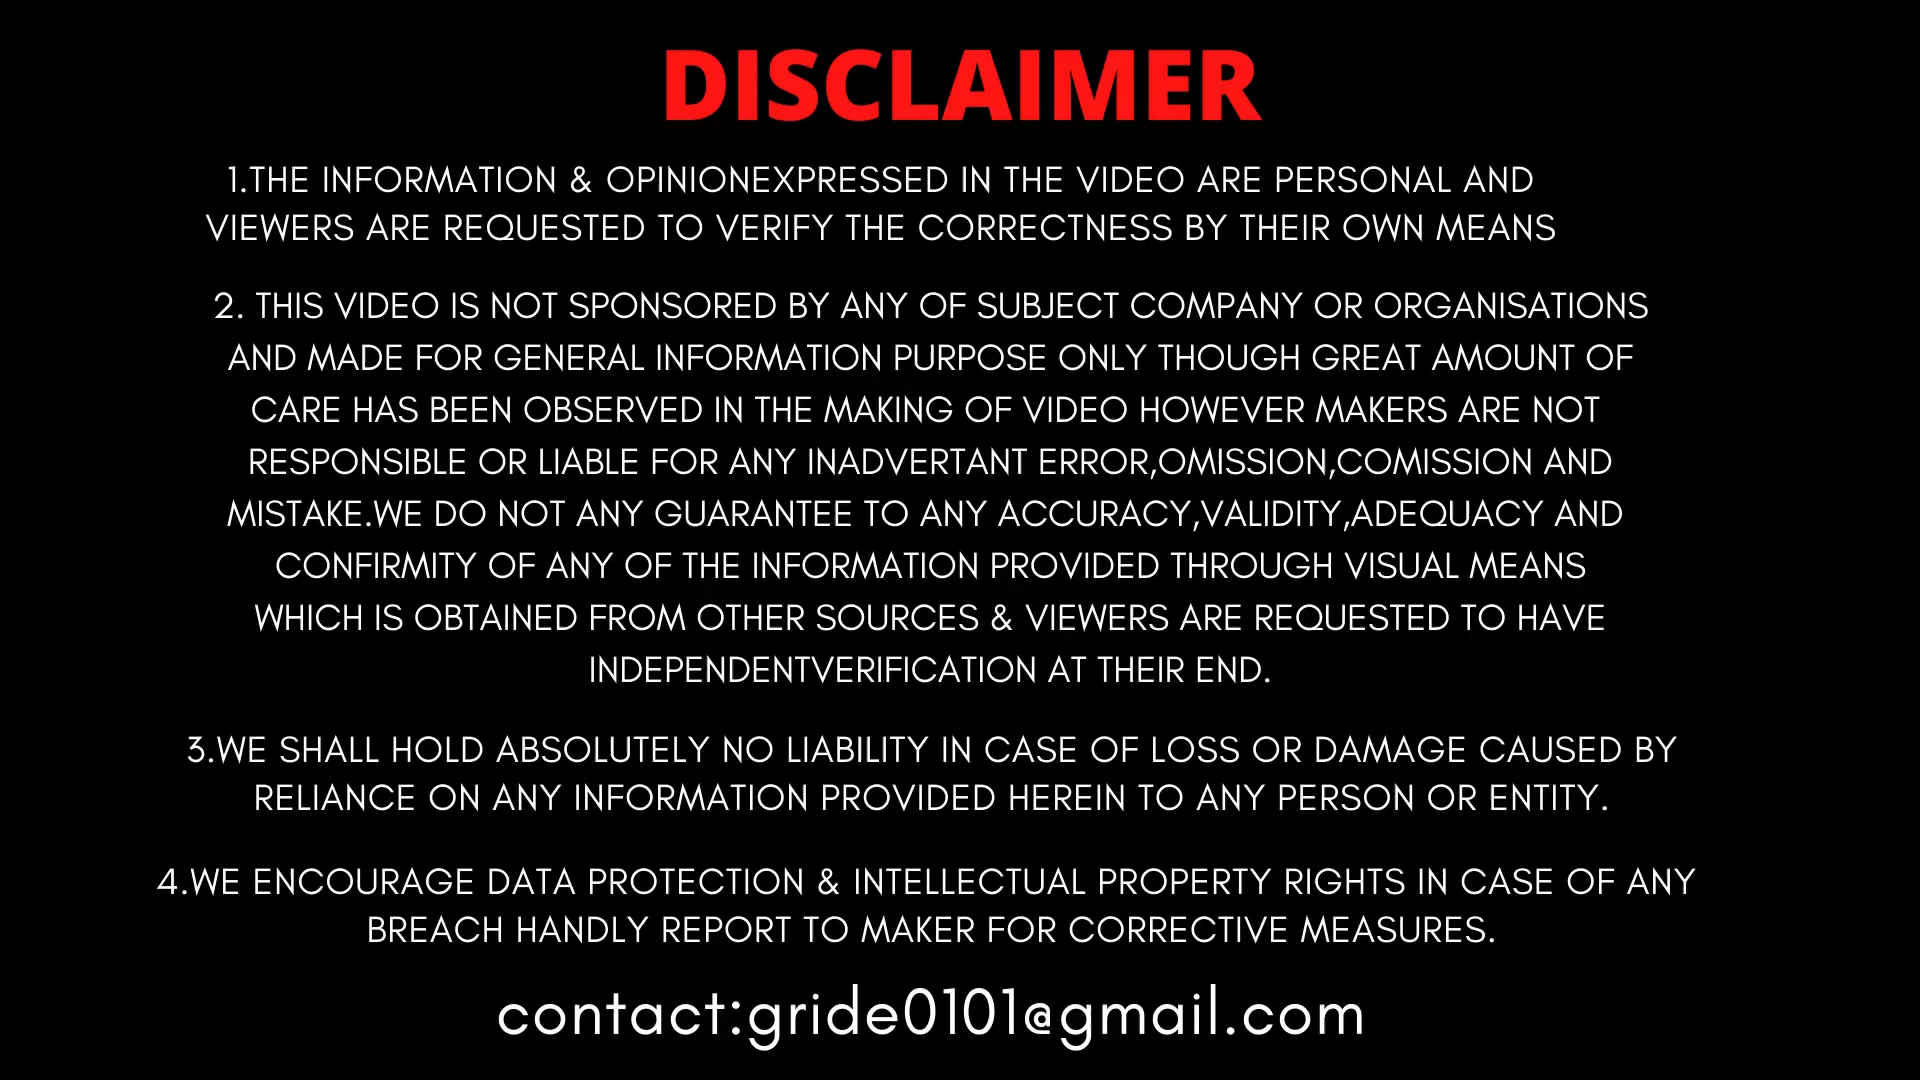 DISCLAIMER
1.THE INFORMATION & OPINIONEXPRESSED IN THE VIDEO ARE PERSONAL AND
VIEWERS ARE REQUESTED TO VERIFY THE CORRECTNESS BY THEIR OWN MEANS
2. THIS VIDEO IS NOT SPONSORED BY ANY OF SUBJECT COMPANY OR ORGANISATIONS
AND MADE FOR GENERAL INFORMATION PURPOSE ONLY THOUGH GREAT AMOUNT OF
CARE HAS BEEN OBSERVED IN THE MAKING OF VIDEO HOWEVER MAKERS ARE NOT
RESPONSIBLE OR LIABLE FOR ANY INADVERTANT ERROR,OMISSION,COMISSION AND
MISTAKE.WE DO NOT ANY GUARANTEE TO ANY ACCURACY,VALIDITY,ADEQUACY AND
CONFIRMITY OF ANY OF THE INFORMATION PROVIDED THROUGH VISUAL MEANS
WHICH IS OBTAINED FROM OTHER SOURCES & VIEWERS ARE REQUESTED TO HAVE
INDEPENDENTVERIFICATION AT THEIR END.
3.WE SHALL HOLD ABSOLUTELY NO LIABILITY IN CASE OF LOSS OR DAMAGE CAUSED BY
RELIANCE ON ANY INFORMATION PROVIDED HEREIN TO ANY PERSON OR ENTITY.
4.WE ENCOURAGE DATA PROTECTION & INTELLECTUAL PROPERTY RIGHTS IN CASE OF ANY
BREACH HANDLY REPORT TO MAKER FOR CORRECTIVE MEASURES.
contact:gride0101@gmail.com